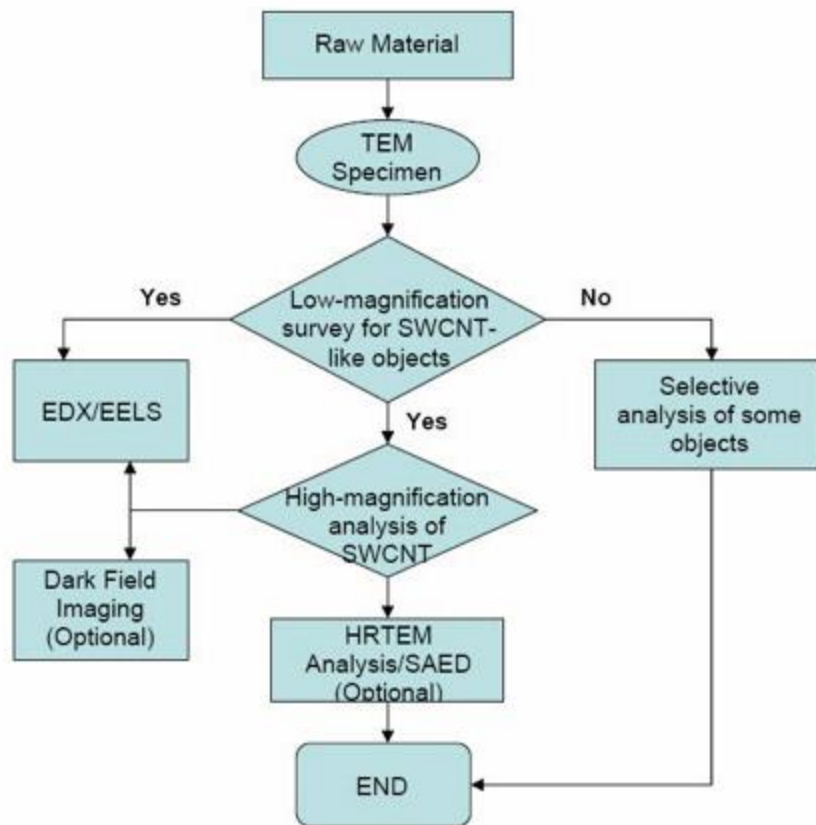 Raw Material
TEM
Specimen
Yes
Low-magnification
survey for SWCNT-
like objects
No
EDX/EELS
Selective
analysis of some
objects
Yes
High-magnification
analysis of
SWCNT
Dark Field
Imaging
(Optional)
HRTEM
Analysis/SAED
(Optional)
END